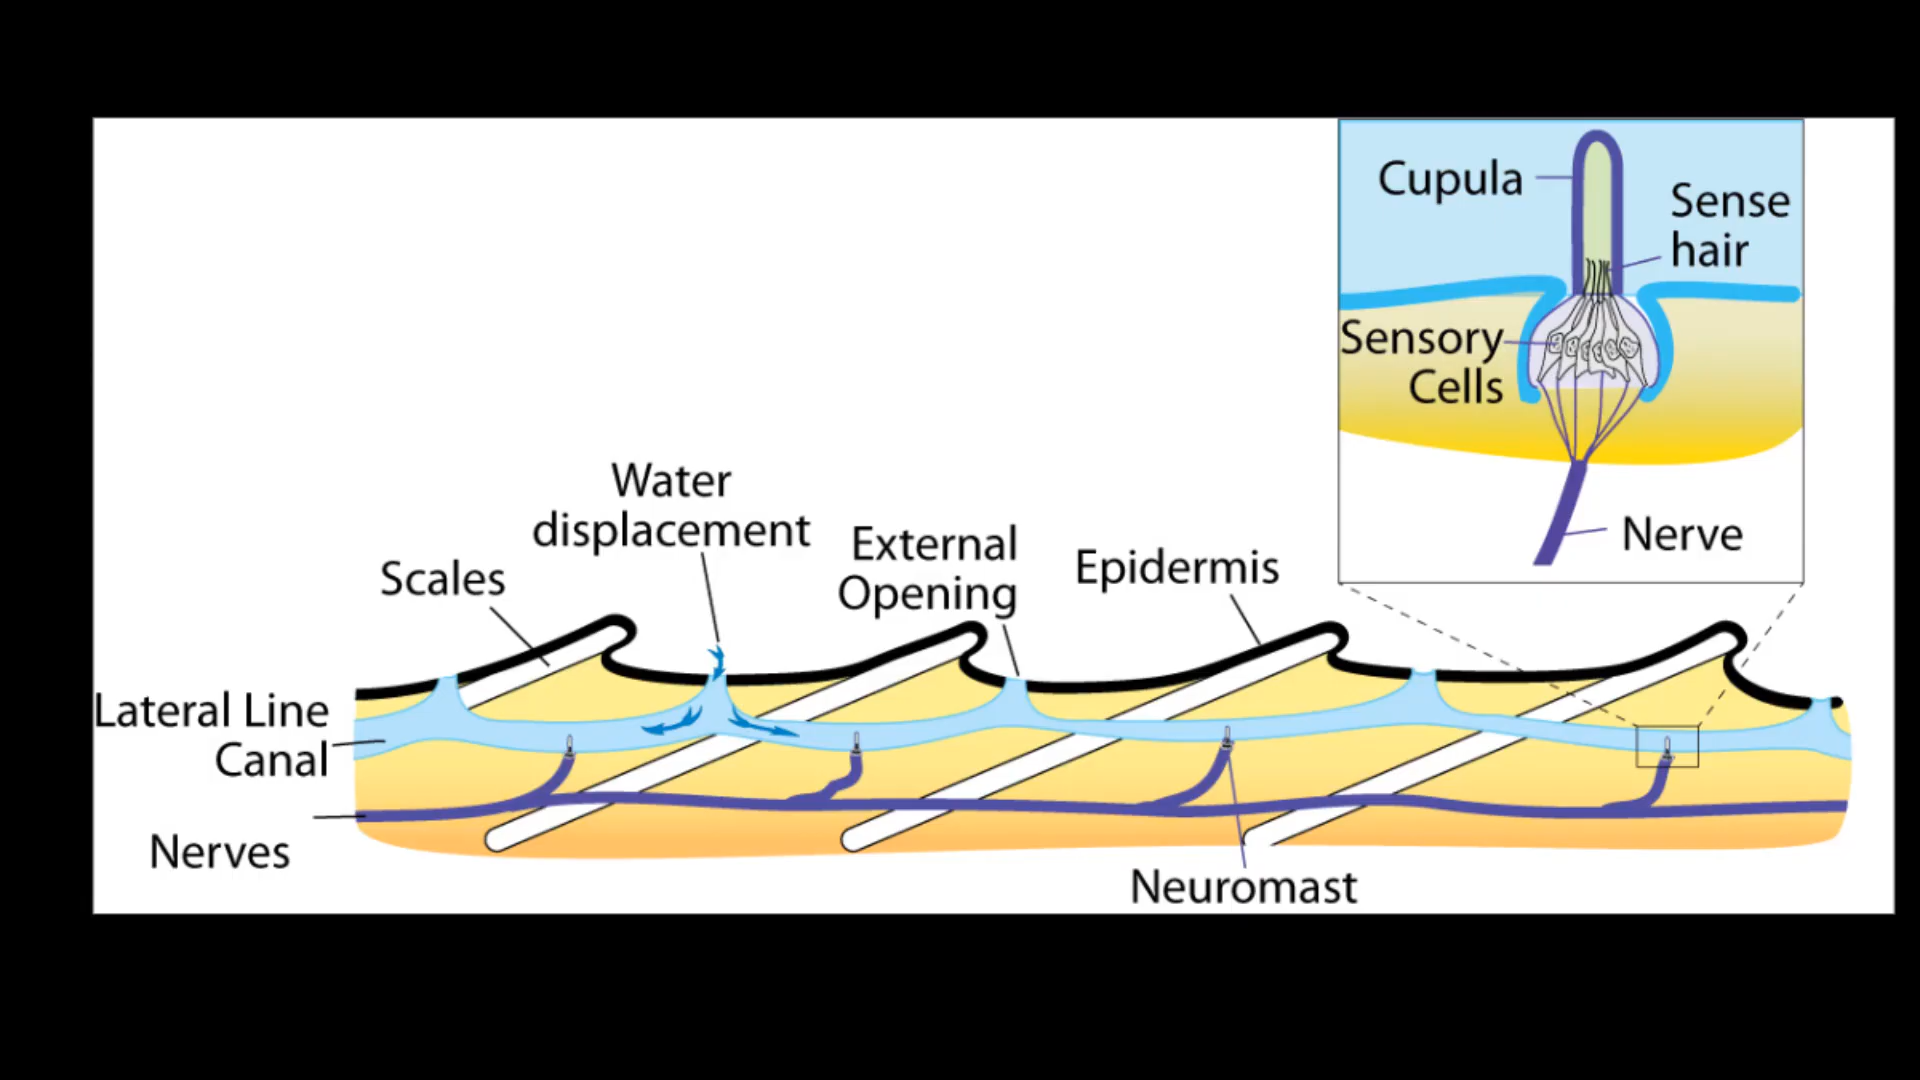 Cupula
Sense
hair
Sensory
Cells
Nerve
Water
displacement
External
Opening
Epidermis
Scales
Lateral Line
Canal
Nerves
Neuromast